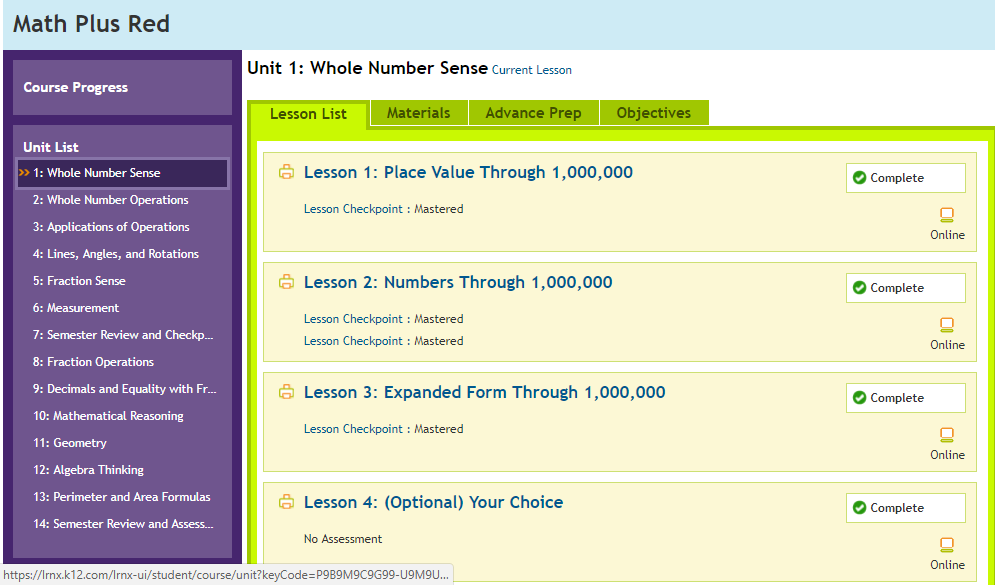 Math Plus Red
Course Progress
Unit List
1: Whole Number Sense
2: Whole Number Operations
3: Applications of Operations
4: Lines, Angles, and Rotations
5: Fraction Sense
6: Measurement
7: Semester Review and Checkp...
8: Fraction Operations
9: Decimals and Equality with Fr...
10: Mathematical Reasoning
11: Geometry
12: Algebra Thinking
13: Perimeter and Area Formulas
14: Semester Review and Assess...
Unit 1: Whole Number Sense Current Lesson
Lesson List Materials Advance Prep Objectives
Lesson 1: Place Value Through 1,000,000
Complete
Lesson Checkpoint : Mastered
Online
Lesson 2: Numbers Through 1,000,000
Complete
Lesson Checkpoint : Mastered
Lesson Checkpoint : Mastered
Online
Lesson 3: Expanded Form Through 1,000,000
Complete
Lesson Checkpoint : Mastered
Online
Lesson 4: (Optional) Your Choice
Complete
No Assessment
Online
https://lrnx.k12.com/lrnx-ui/student/course/unit?keyCode=P9B9M9C9G99-U9M9U...